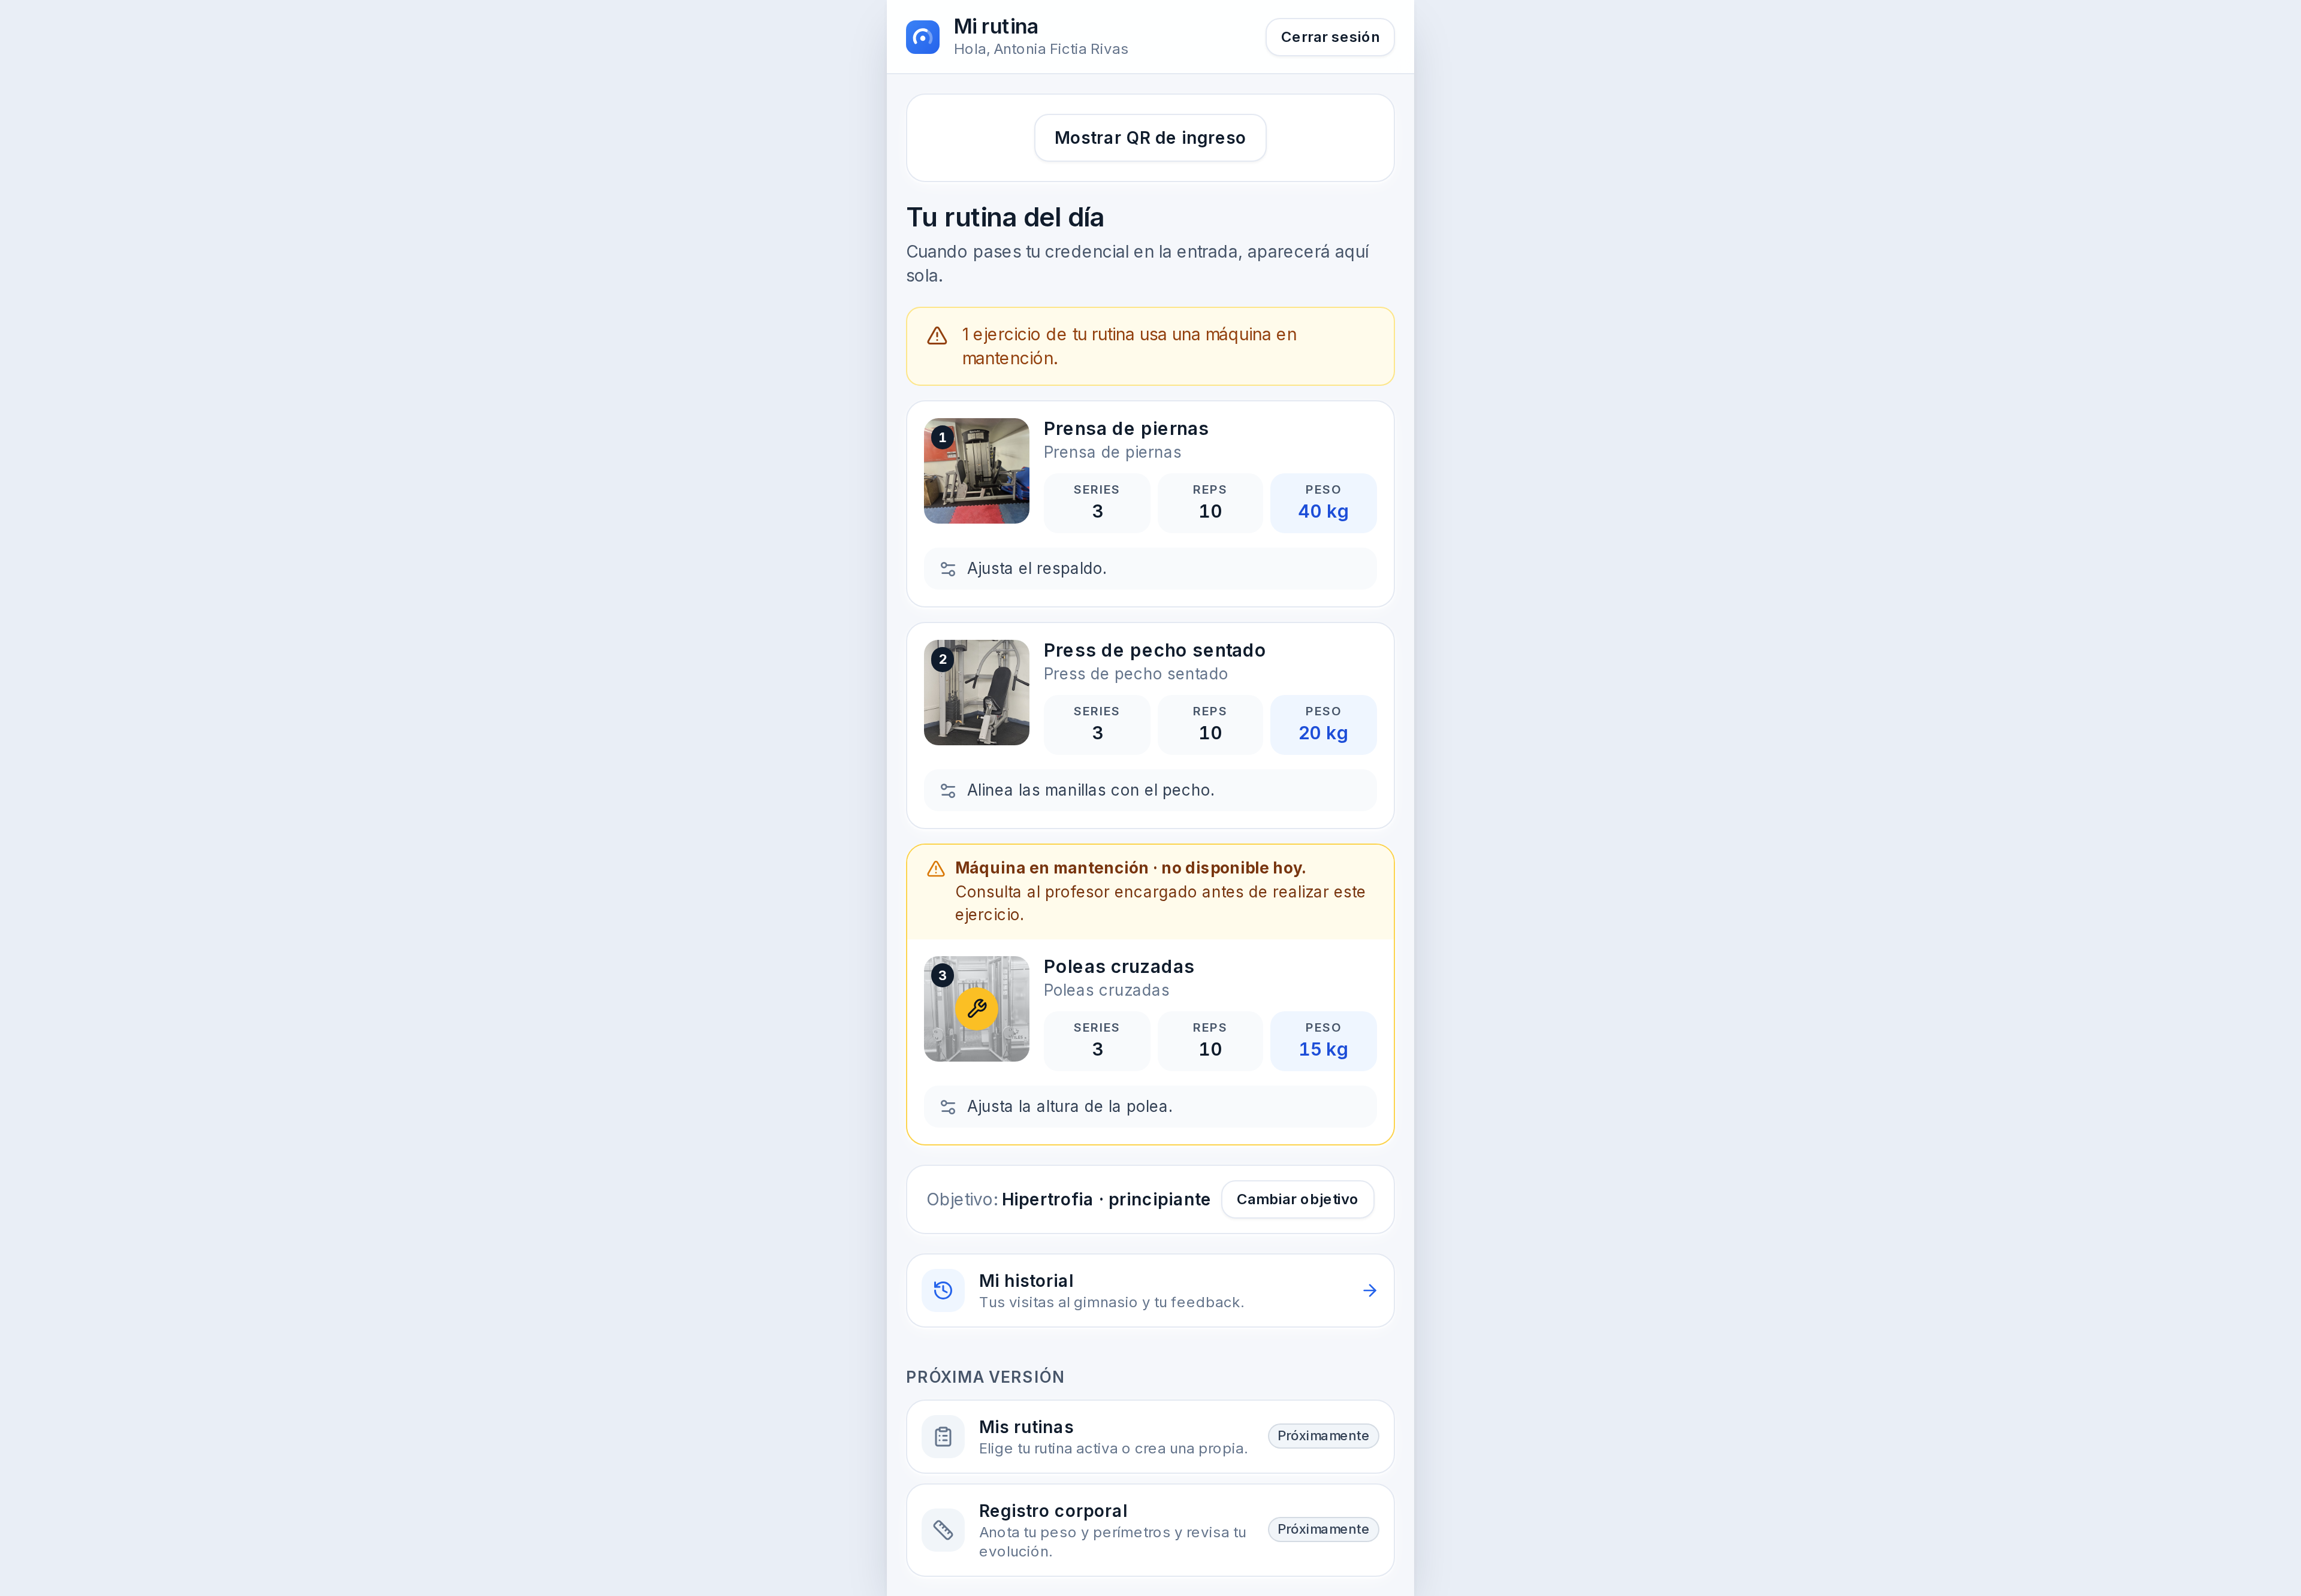 Mi rutina
Hola, Antonia Fictia Rivas
Cerrar sesión
Mostrar QR de ingreso
Tu rutina del día
Cuando pases tu credencial en la entrada, aparecerá aquí
sola.
1 ejercicio de tu rutina usa una máquina en
mantención.
1
Prensa de piernas
Prensa de piernas
SERIES
3
REPS
10
PESO
40 kg
Ajusta el respaldo.
2
Press de pecho sentado
Press de pecho sentado
SERIES
3
REPS
10
PESO
20 kg
Alinea las manillas con el pecho.
Máquina en mantención · no disponible hoy.
Consulta al profesor encargado antes de realizar este
ejercicio.
3
Poleas cruzadas
Poleas cruzadas
SERIES
3
REPS
10
PESO
15 kg
Ajusta la altura de la polea.
Objetivo: Hipertrofia · principiante
Cambiar objetivo
Mi historial
Tus visitas al gimnasio y tu feedback.
PRÓXIMA VERSIÓN
Mis rutinas
Elige tu rutina activa o crea una propia.
Próximamente
Registro corporal
Anota tu peso y perímetros y revisa tu
evolución.
Próximamente